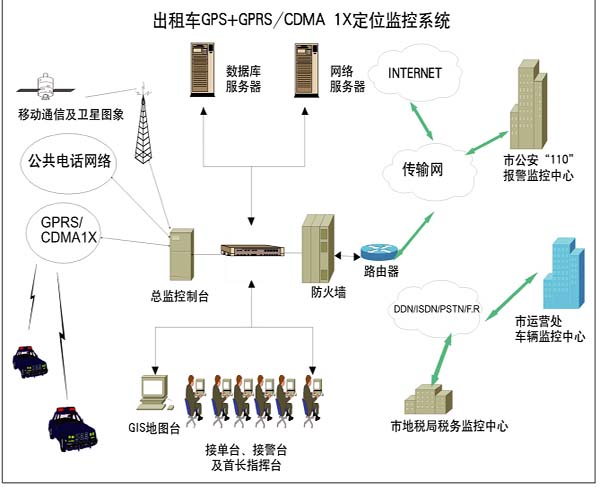 出租车GPS+GPRS/CDMA 1X定位监控系统
数据库
服务器
网络
服务器
INTERNET
移动通信及卫星图象
公共电话网络
传输网
市公安“110”
报警监控中心
GPRS/
CDMA1X
总监控制台
防火墙
路由器
DDN/ISDN/PSTN/F.R
市运营处
车辆监控中心
GIS地图台
接单台、接警台
及首长指挥台
市地税局税务监控中心